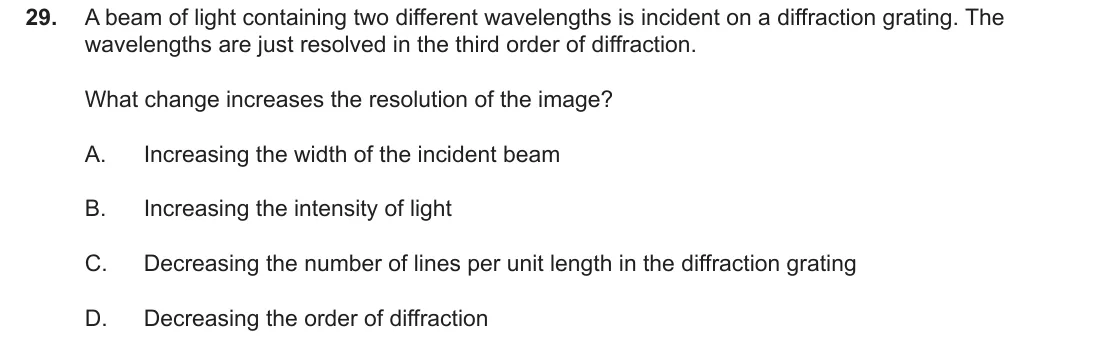 29. A beam of light containing two different wavelengths is incident on a diffraction grating. The
wavelengths are just resolved in the third order of diffraction.
What change increases the resolution of the image?
A. Increasing the width of the incident beam
B. Increasing the intensity of light
C. Decreasing the number of lines per unit length in the diffraction grating
D. Decreasing the order of diffraction